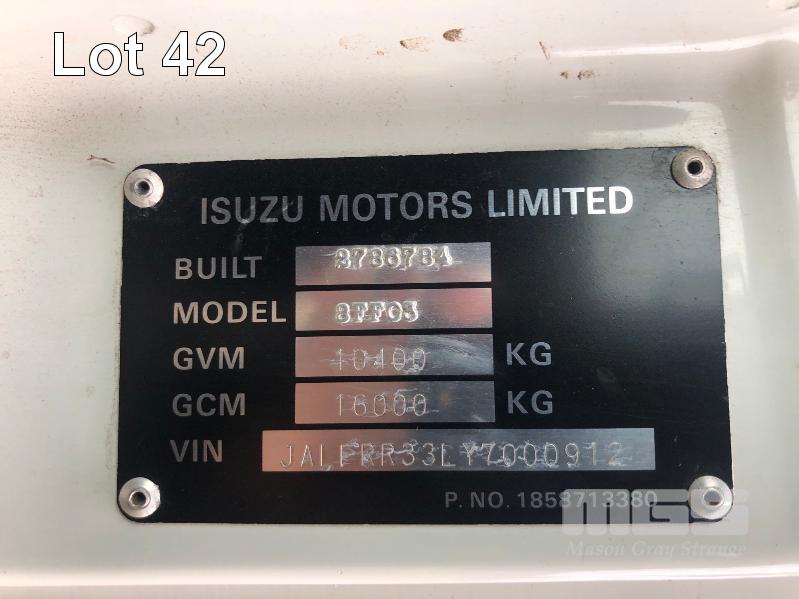 Lot 42
ISUZU MOTORS LIMITED
BUILT
MODEL
GVM 10400 KG
GCM 16000 KG
VIN JALFRR33LY7000912
P. NO. 1858713380
MGS
Mason Gray Strange